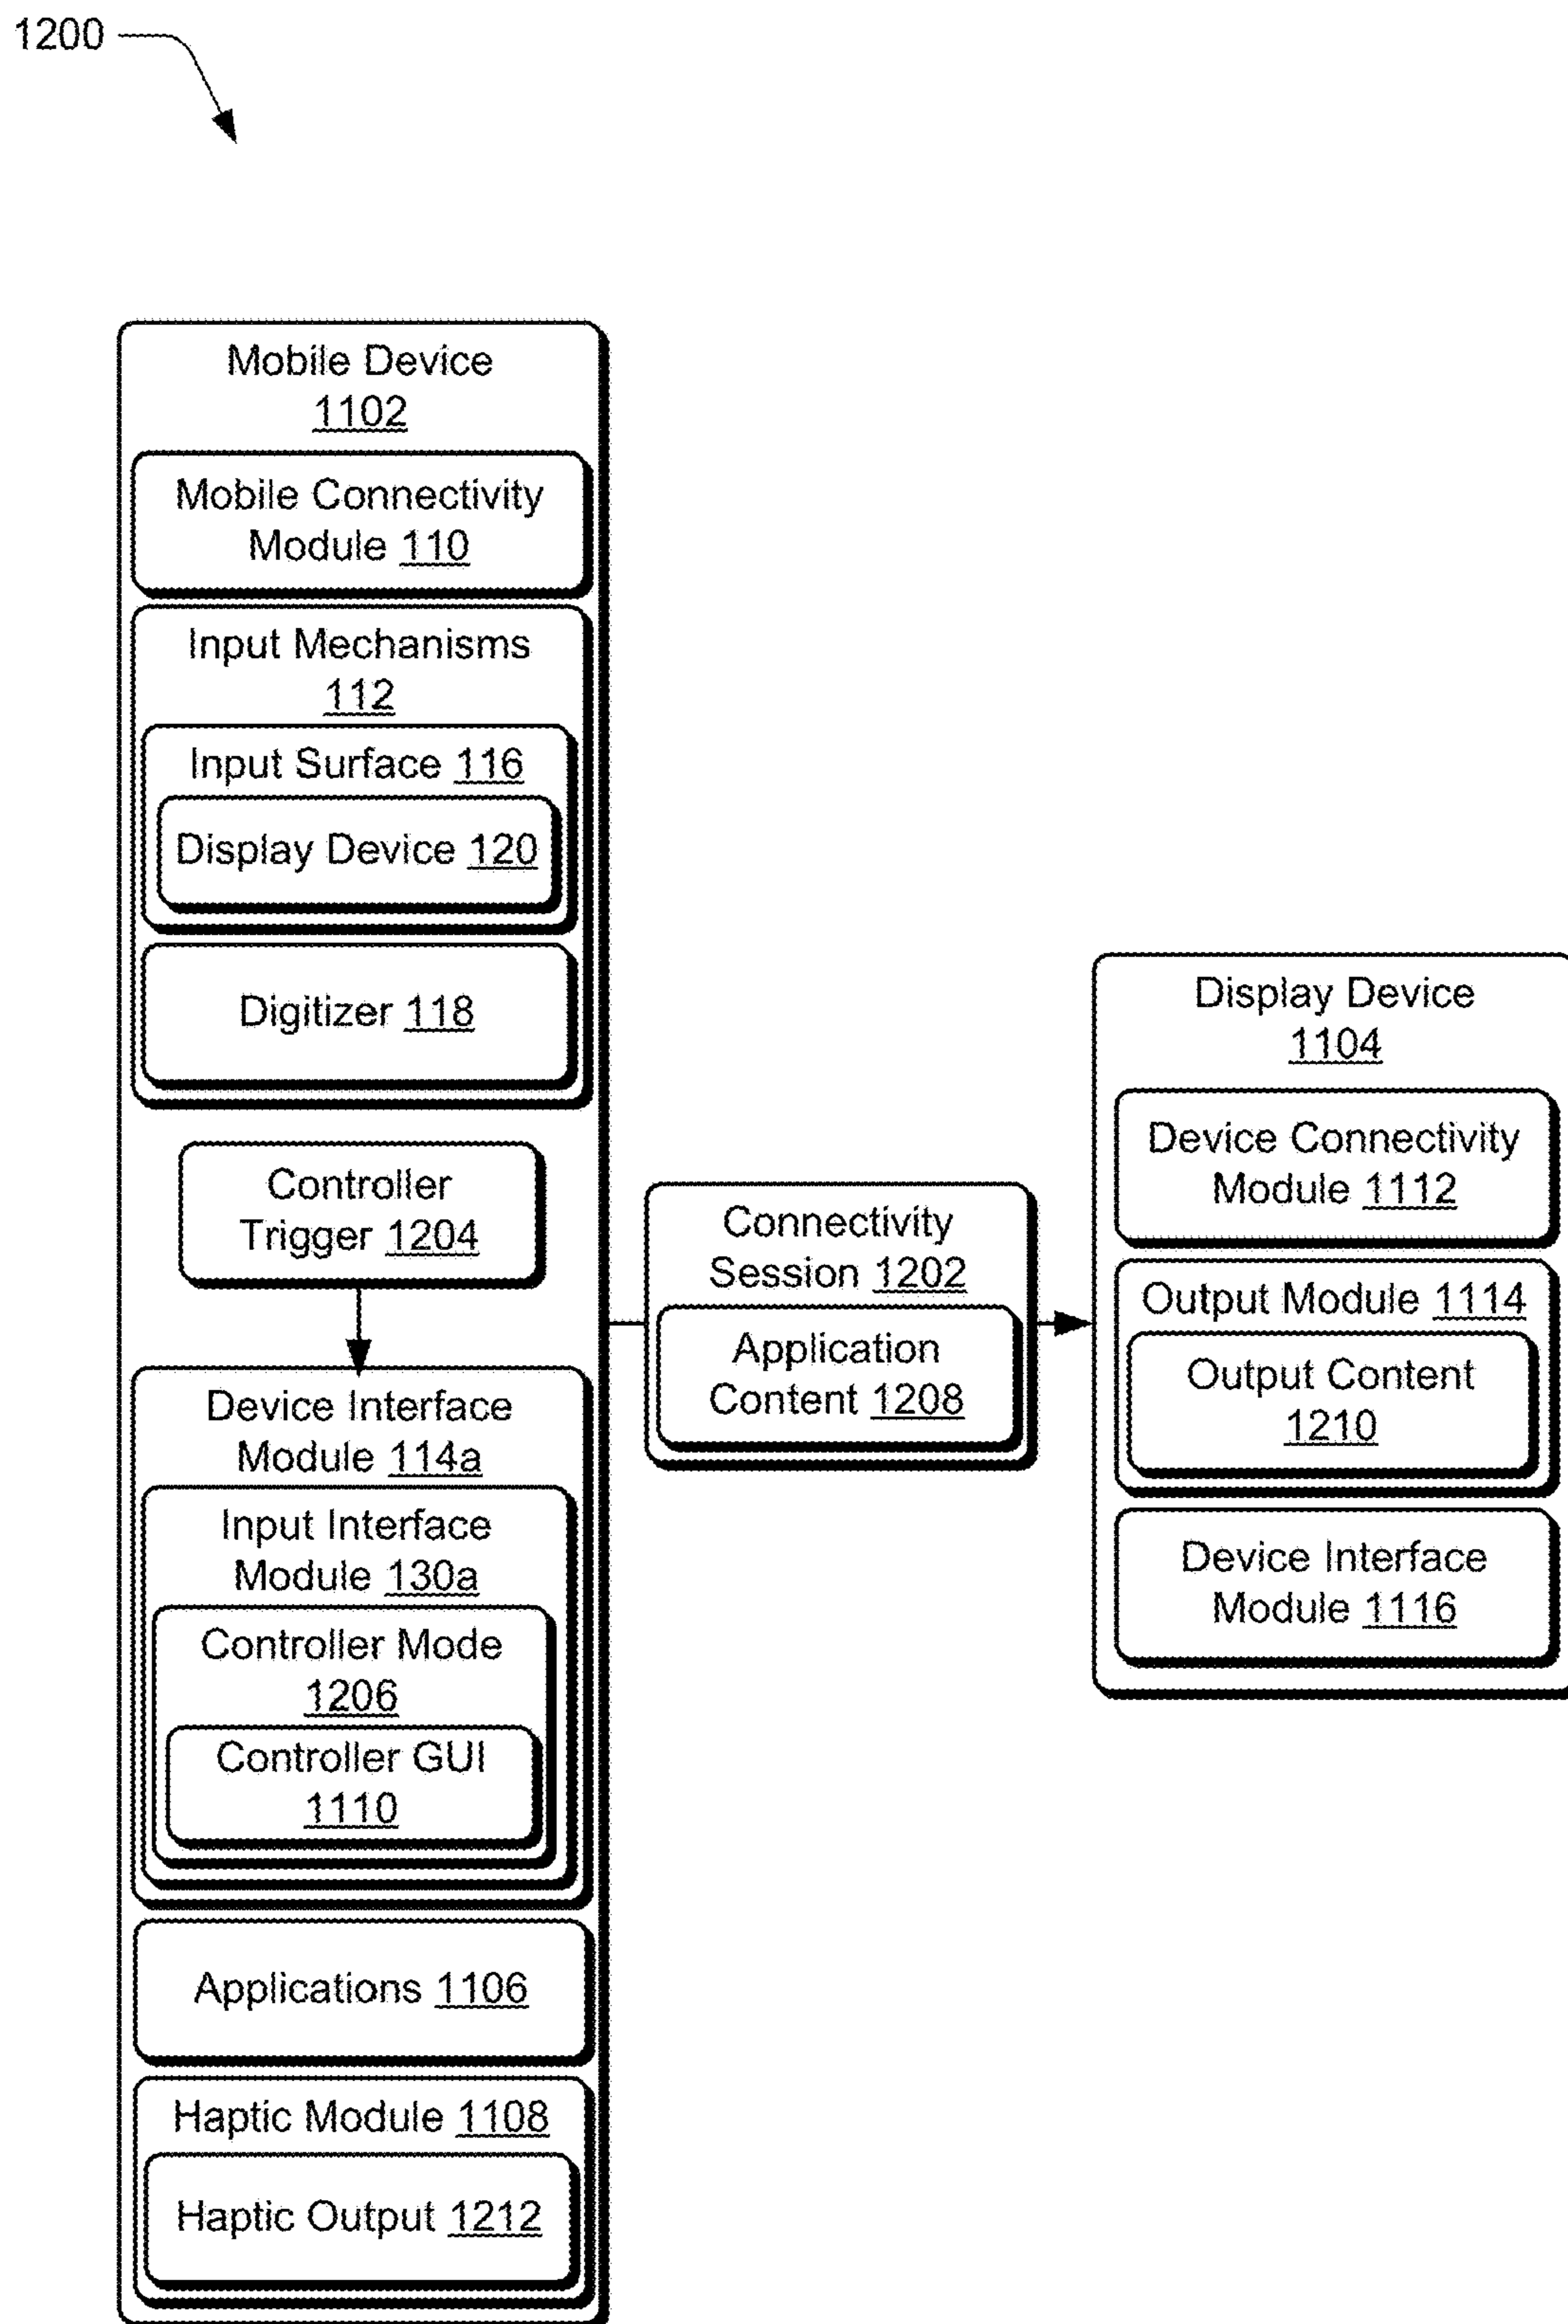 1200
Mobile Device
1102
Mobile Connectivity
Module 110
Input Mechanisms
112
Input Surface 116
Display Device 120
Digitizer 118
Controller
Trigger 1204
Device Interface
Module 114a
Input Interface
Module 130a
Controller Mode
1206
Controller GUI
1110
Applications 1106
Haptic Module 1108
Haptic Output 1212
Connectivity
Session 1202
Application
Content 1208
Display Device
1104
Device Connectivity
Module 1112
Output Module 1114
Output Content
1210
Device Interface
Module 1116